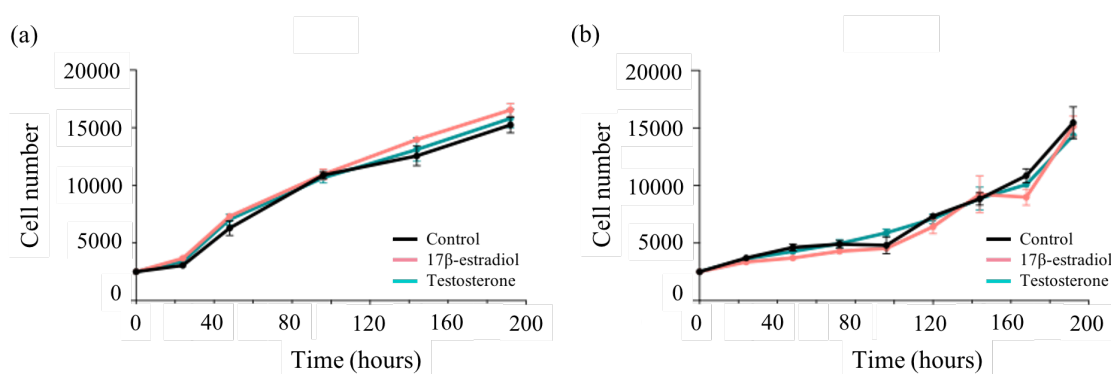 (a)
20000
15000
10000
5000
0
Cell number
Control
17β-estradiol
Testosterone
0 40 80 120 160 200
Time (hours)
(b)
20000
15000
10000
5000
0
Cell number
Control
17β-estradiol
Testosterone
0 40 80 120 160 200
Time (hours)